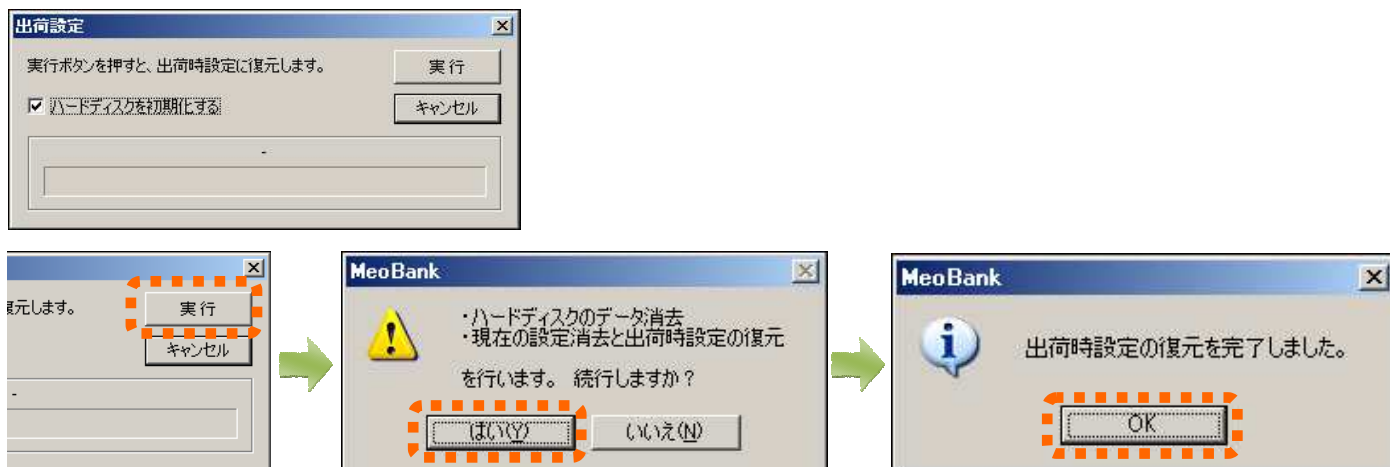 出荷設定
実行ボタンを押すと、出荷時設定に復元します。
実行
ハードディスクを初期化する
キャンセル
-
元します。
実行
キャンセル
-
MeoBank
・ハードディスクのデータ消去
・現在の設定消去と出荷時設定の復元
を行います。 続行しますか？
はい(Y)
いいえ(N)
MeoBank
出荷時設定の復元を完了しました。
OK